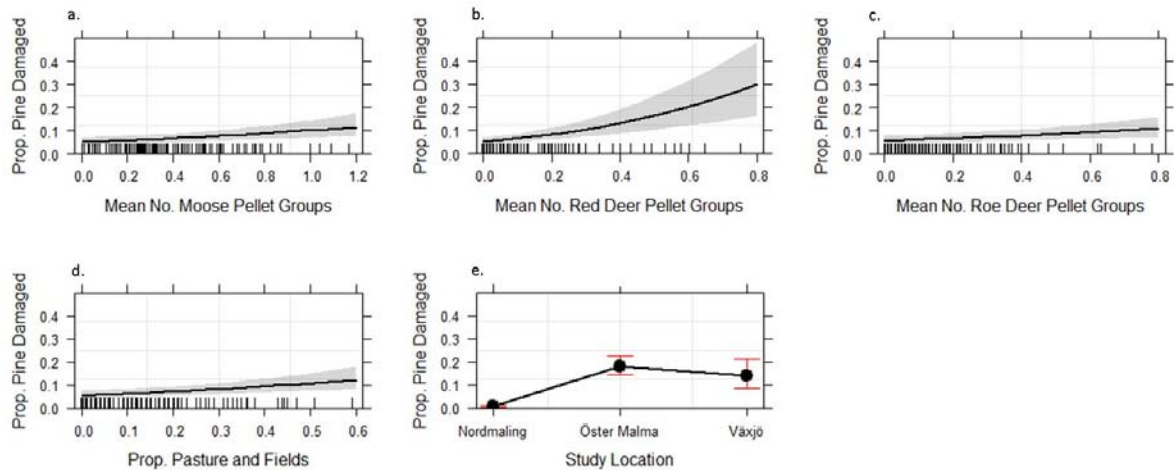 a.
Prop. Pine Damaged
0.4
0.3
0.2
0.1
0.0
0.0 0.2 0.4 0.6 0.8 1.0 1.2
Mean No. Moose Pellet Groups
b.
Prop. Pine Damaged
0.4
0.3
0.2
0.1
0.0
0.0 0.2 0.4 0.6 0.8
Mean No. Red Deer Pellet Groups
c.
Prop. Pine Damaged
0.4
0.3
0.2
0.1
0.0
0.0 0.2 0.4 0.6 0.8
Mean No. Roe Deer Pellet Groups
d.
Prop. Pine Damaged
0.4
0.3
0.2
0.1
0.0
0.0 0.1 0.2 0.3 0.4 0.5 0.6
Prop. Pasture and Fields
e.
Prop. Pine Damaged
0.4
0.3
0.2
0.1
0.0
Nordmaling Öster Malma Växjö
Study Location